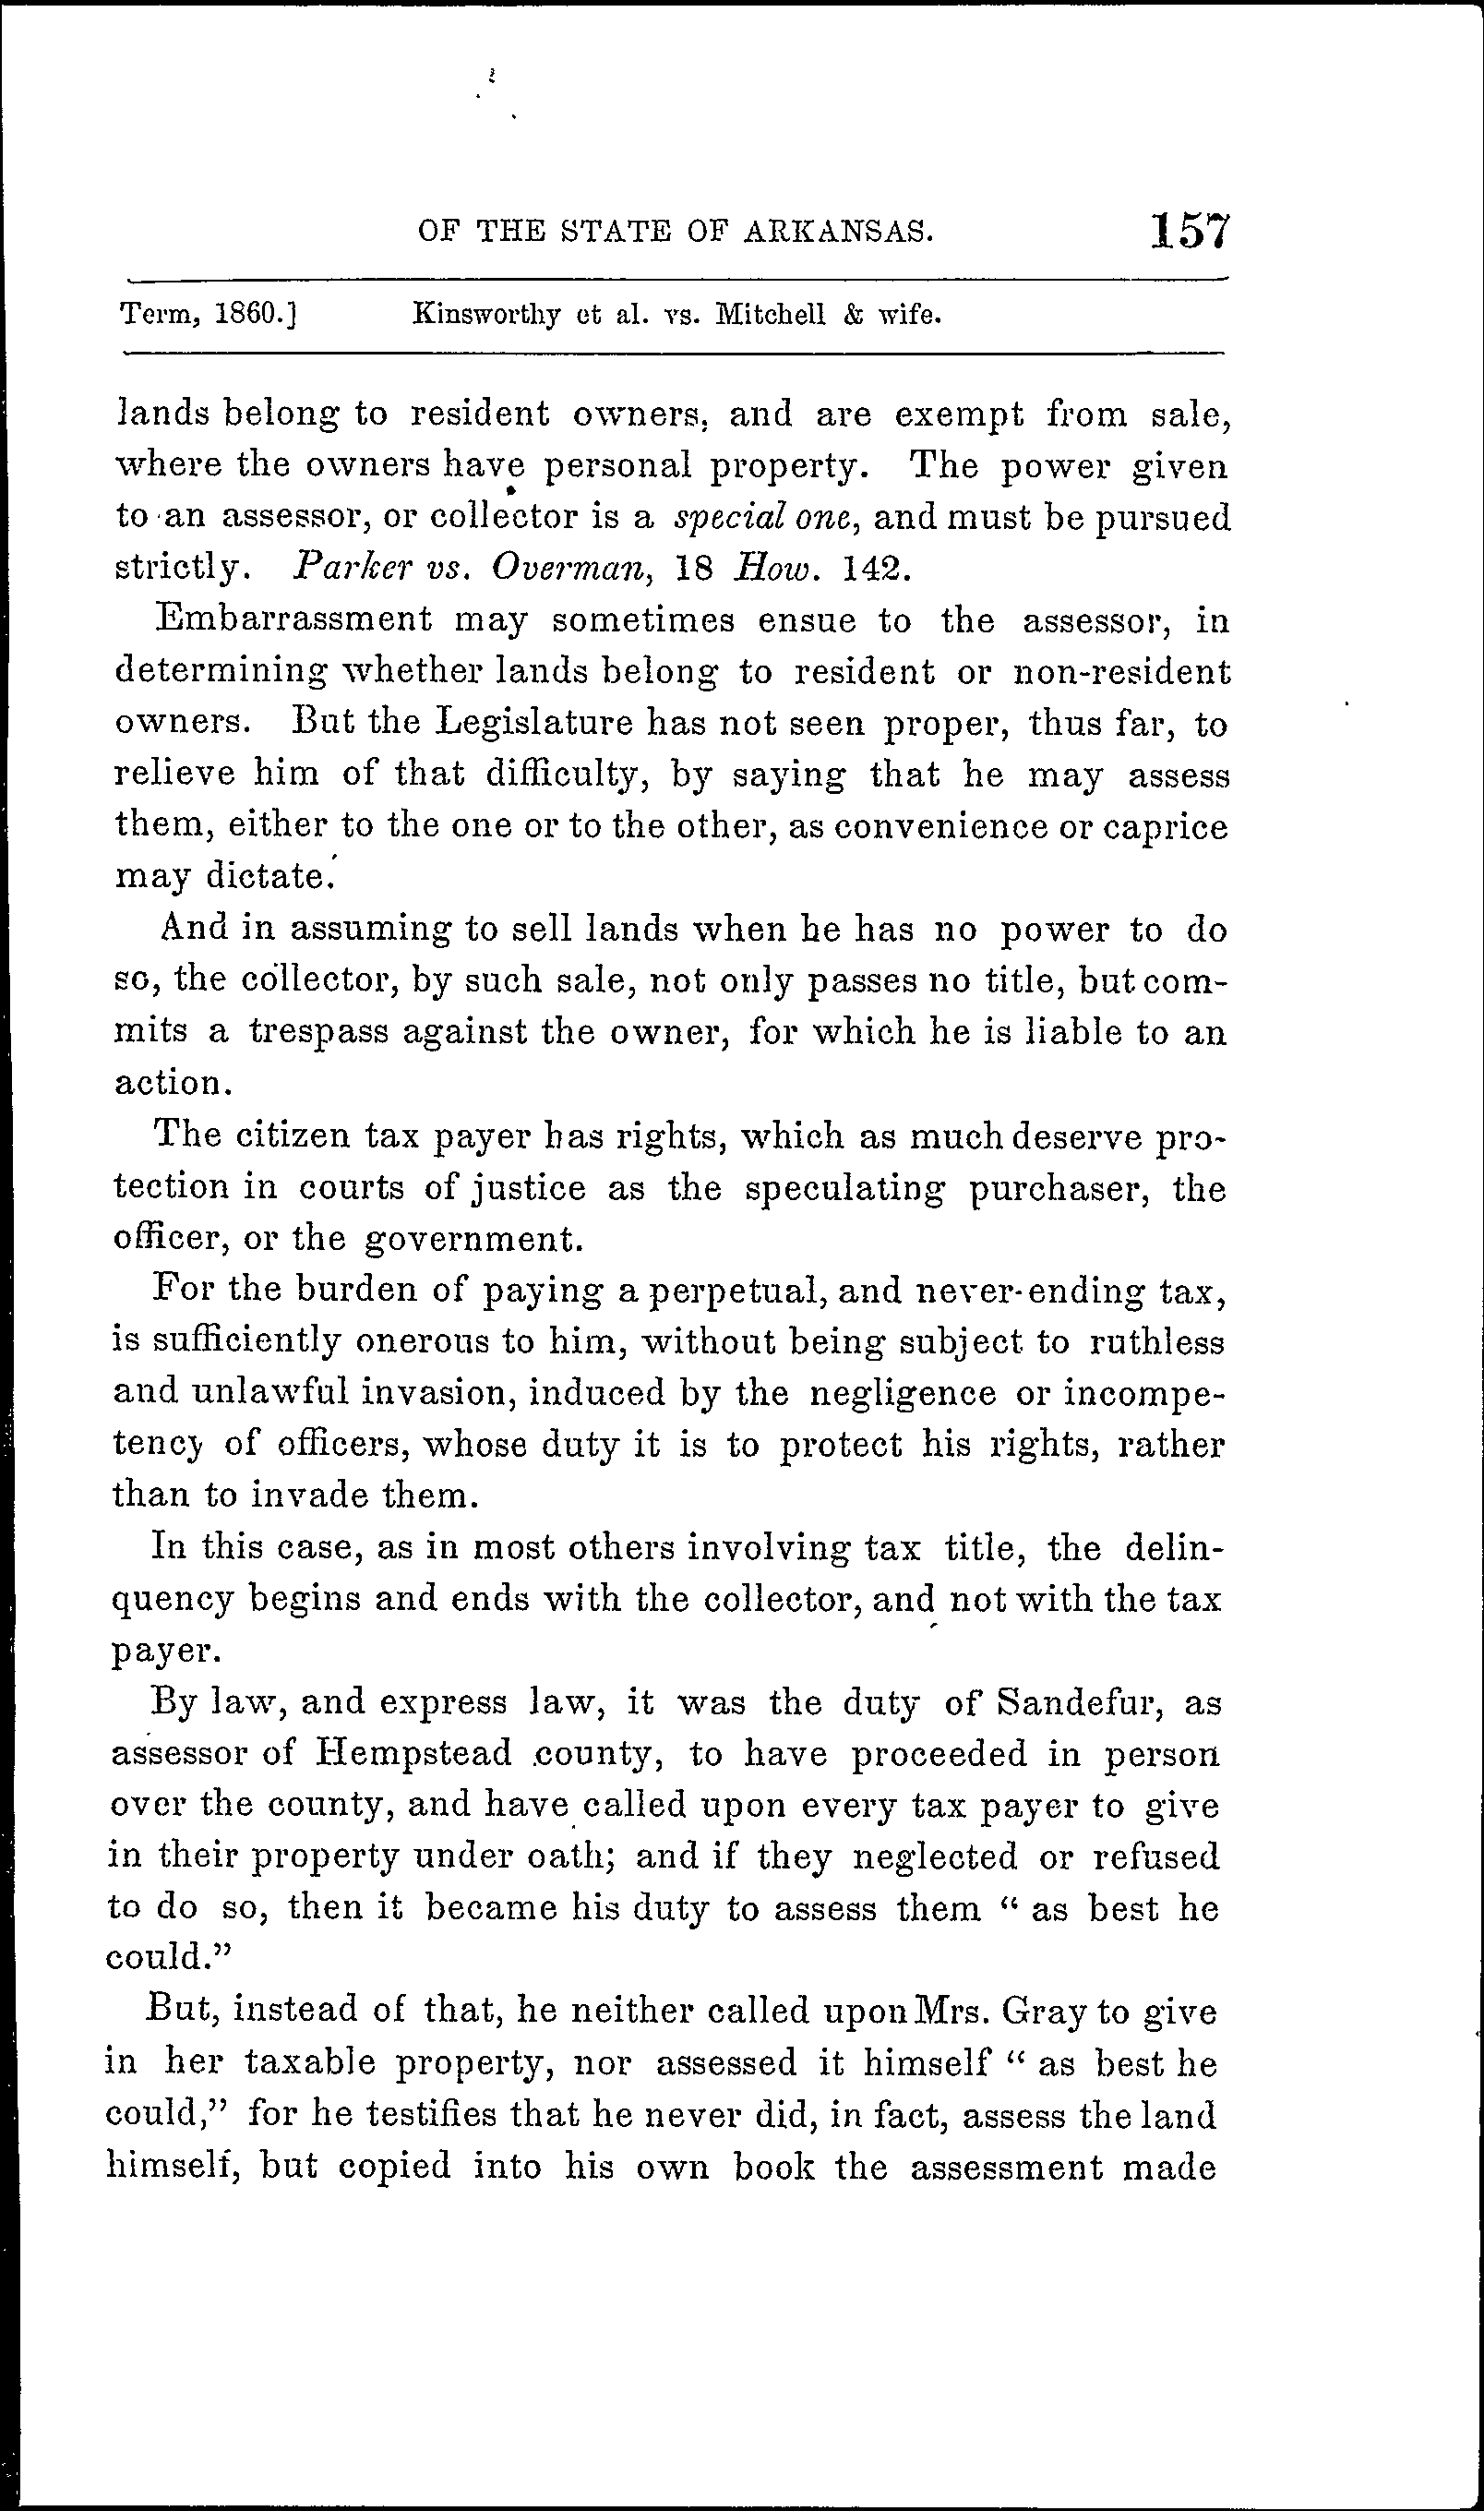 OF THE STATE OF ARKANSAS. 157
Term, 1860.] Kinsworthy et al. vs. Mitchell & wife.
lands belong to resident owners, and are exempt from sale,
where the owners have personal property. The power given
to an assessor, or collector is a special one, and must be pursued
strictly. Parker vs. Overman, 18 How. 142.
Embarrassment may sometimes ensue to the assessor, in
determining whether lands belong to resident or non-resident
owners. But the Legislature has not seen proper, thus far, to
relieve him of that difficulty, by saying that he may assess
them, either to the one or to the other, as convenience or caprice
may dictate.
And in assuming to sell lands when he has no power to do
so, the collector, by such sale, not only passes no title, but com-
mits a trespass against the owner, for which he is liable to an
action.
The citizen tax payer has rights, which as much deserve pro-
tection in courts of justice as the speculating purchaser, the
officer, or the government.
For the burden of paying a perpetual, and never-ending tax,
is sufficiently onerous to him, without being subject to ruthless
and unlawful invasion, induced by the negligence or incompe-
tency of officers, whose duty it is to protect his rights, rather
than to invade them.
In this case, as in most others involving tax title, the delin-
quency begins and ends with the collector, and not with the tax
payer.
By law, and express law, it was the duty of Sandefur, as
assessor of Hempstead county, to have proceeded in person
over the county, and have called upon every tax payer to give
in their property under oath; and if they neglected or refused
to do so, then it became his duty to assess them " as best he
could."
But, instead of that, he neither called upon Mrs. Gray to give
in her taxable property, nor assessed it himself " as best he
could," for he testifies that he never did, in fact, assess the land
himself, but copied into his own book the assessment made